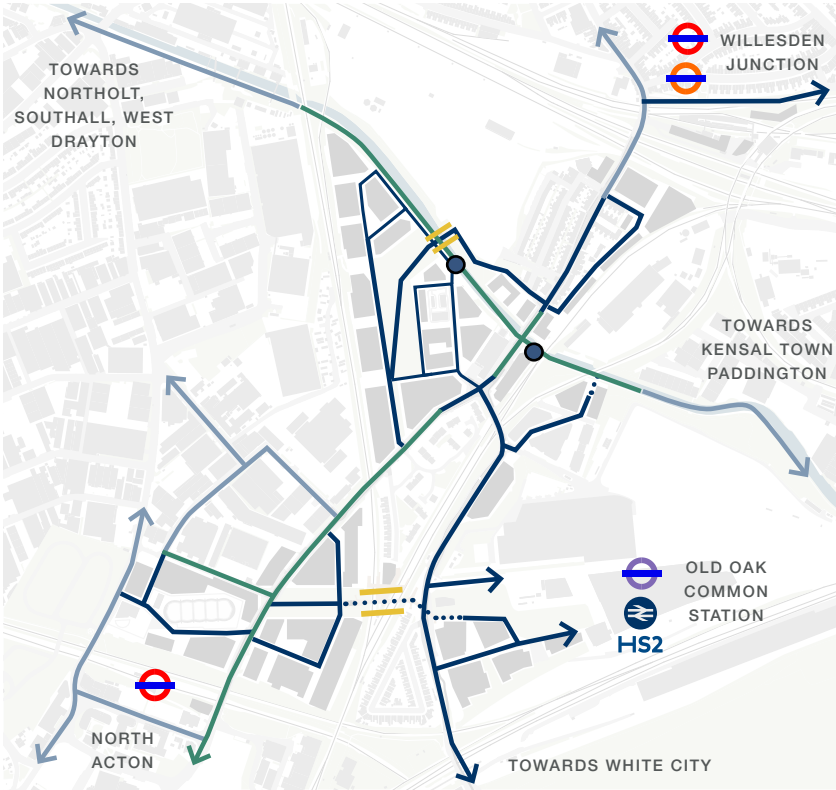 WILLESDEN
JUNCTION
TOWARDS
NORTHOLT,
SOUTHALL, WEST
DRAYTON
TOWARDS
KENSAL TOWN
PADDINGTON
OLD OAK
COMMON
STATION
HS2
NORTH
ACTON
TOWARDS WHITE CITY